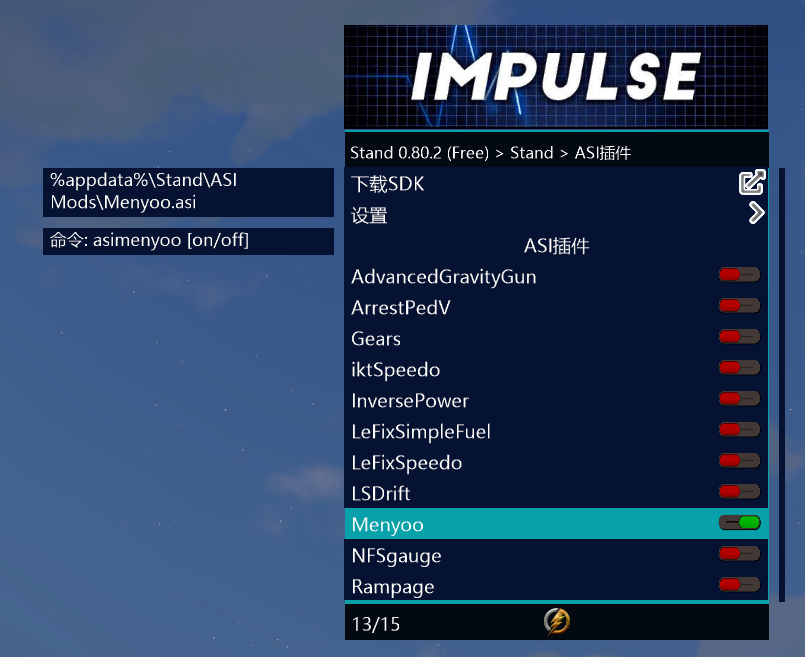 IMPULSE
Stand 0.80.2 (Free) > Stand > ASI插件
%appdata%\Stand\ASI
Mods\Menyoo.asi
命令: asimenyoo [on/off]
下载SDK
设置
ASI插件
AdvancedGravityGun
ArrestPedV
Gears
iktSpeedo
InversePower
LeFixSimpleFuel
LeFixSpeedo
LSDrift
Menyoo
NFSgauge
Rampage
13/15